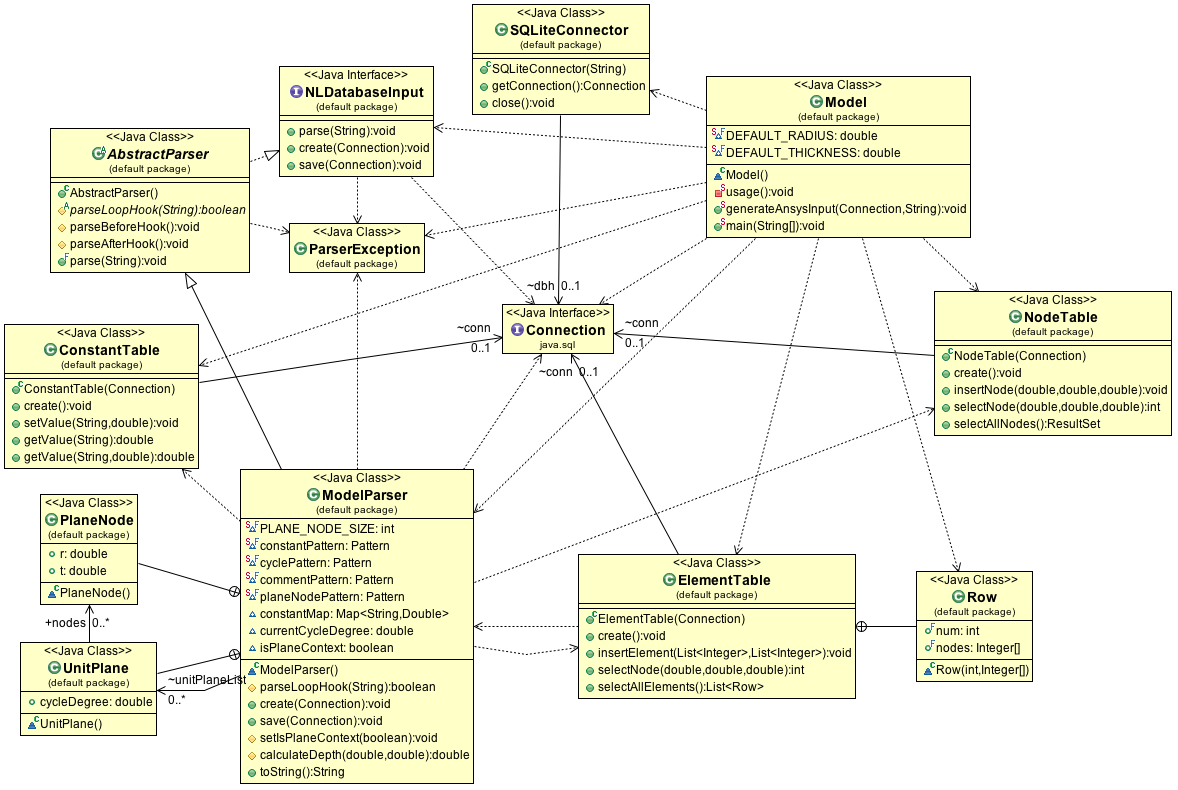 <<Java Class>>
SQLiteConnector
(default package)
SQLiteConnector(String)
getConnection():Connection
close():void
<<Java Interface>>
NLDatabaseInput
(default package)
parse(String):void
create(Connection):void
save(Connection):void
<<Java Class>>
Model
(default package)
DEFAULT_RADIUS: double
DEFAULT_THICKNESS: double
Model()
usage():void
generateAnsysInput(Connection,String):void
main(String[]):void
<<Java Class>>
AbstractParser
(default package)
AbstractParser()
parseLoopHook(String):boolean
parseBeforeHook():void
parseAfterHook():void
parse(String):void
<<Java Class>>
ParserException
(default package)
~dbh 0..1
<<Java Interface>>
Connection
java.sql
~conn
0..1
~conn
0..1
~conn 0..1
<<Java Class>>
NodeTable
(default package)
NodeTable(Connection)
create():void
insertNode(double,double,double):void
selectNode(double,double,double):int
selectAllNodes():ResultSet
<<Java Class>>
ConstantTable
(default package)
ConstantTable(Connection)
create():void
setValue(String,double):void
getValue(String):double
getValue(String,double):double
<<Java Class>>
ModelParser
(default package)
PLANE_NODE_SIZE: int
constantPattern: Pattern
cyclePattern: Pattern
commentPattern: Pattern
planeNodePattern: Pattern
constantMap: Map<String,Double>
currentCycleDegree: double
isPlaneContext: boolean
ModelParser()
parseLoopHook(String):boolean
create(Connection):void
save(Connection):void
setIsPlaneContext(boolean):void
calculateDepth(double,double):double
toString():String
<<Java Class>>
PlaneNode
(default package)
r: double
t: double
PlaneNode()
+nodes 0..*
<<Java Class>>
UnitPlane
(default package)
cycleDegree: double
UnitPlane()
~unitPlaneList
0..*
<<Java Class>>
ElementTable
(default package)
ElementTable(Connection)
create():void
insertElement(List<Integer>,List<Integer>):void
selectNode(double,double,double):int
selectAllElements():List<Row>
<<Java Class>>
Row
(default package)
num: int
nodes: Integer[]
Row(int,Integer[])